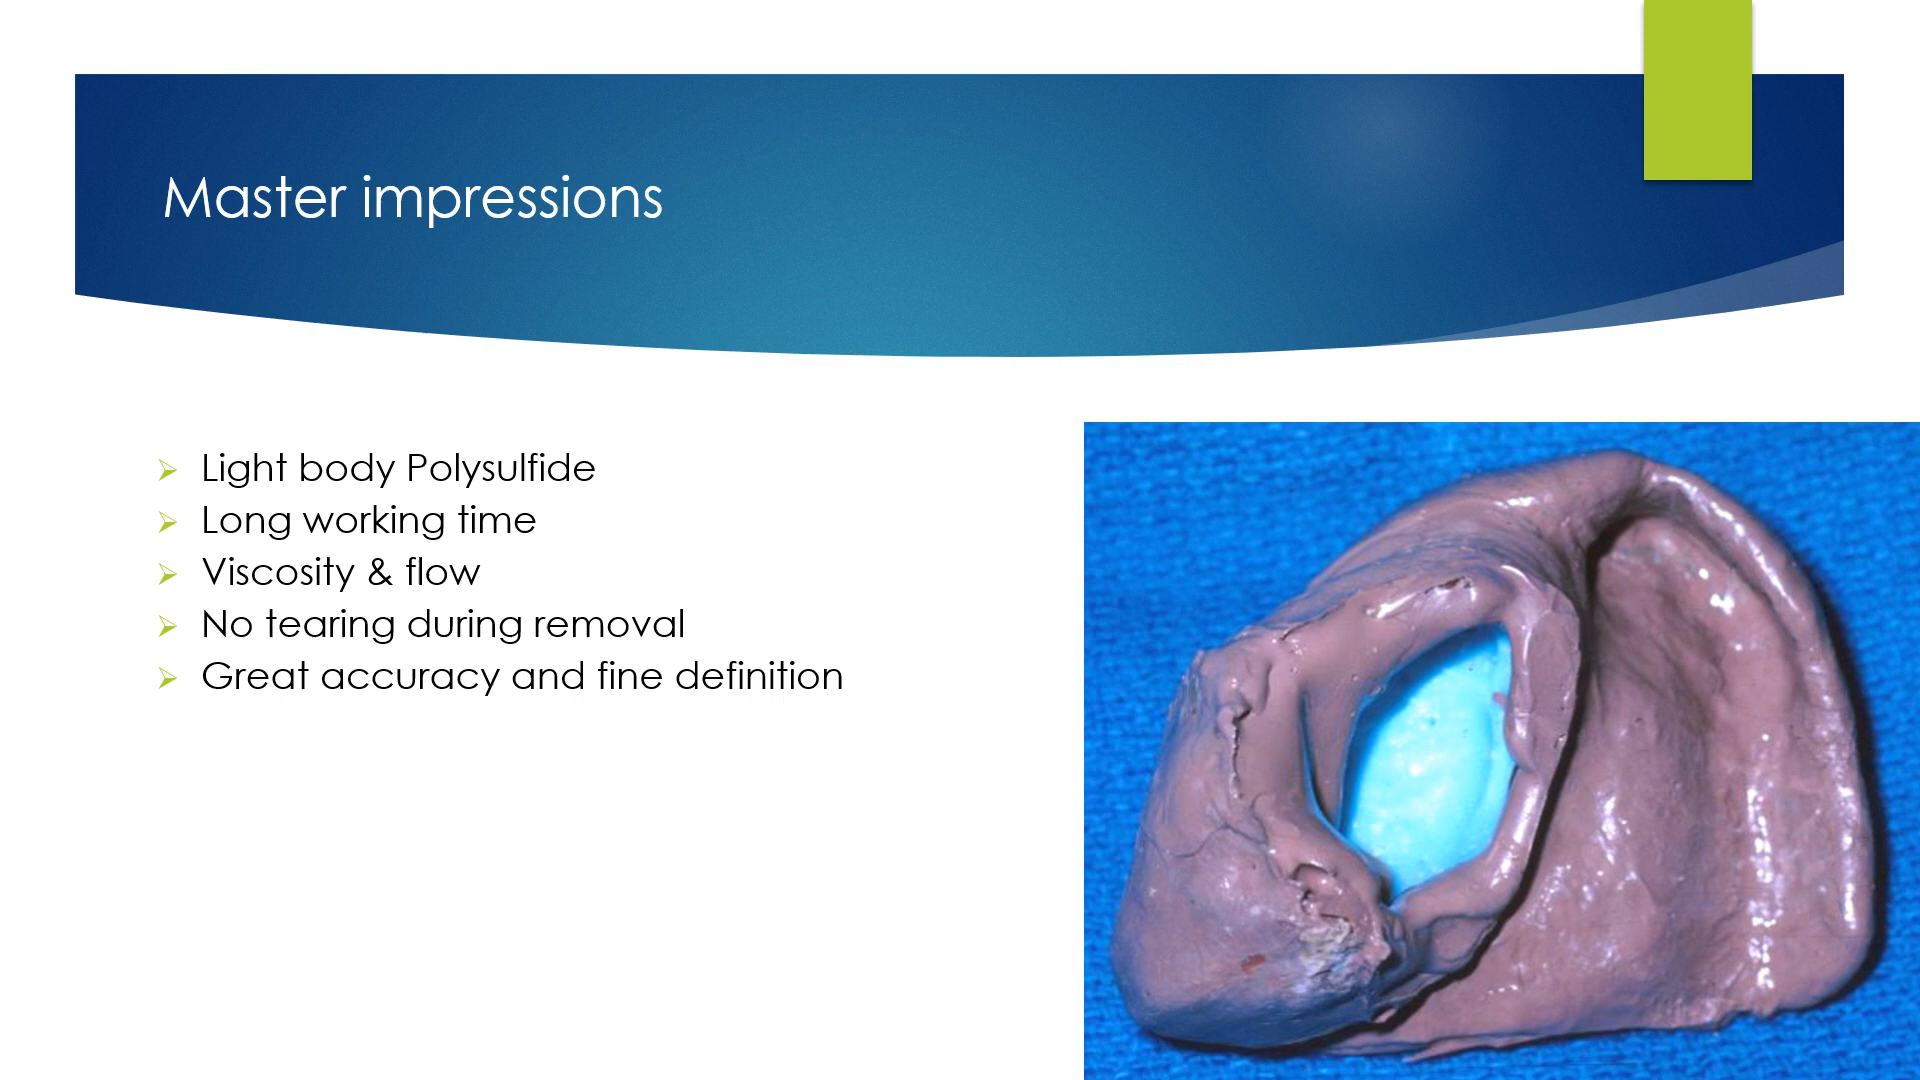 Master impressions
Light body Polysulfide
Long working time
Viscosity & flow
No tearing during removal
Great accuracy and fine definition